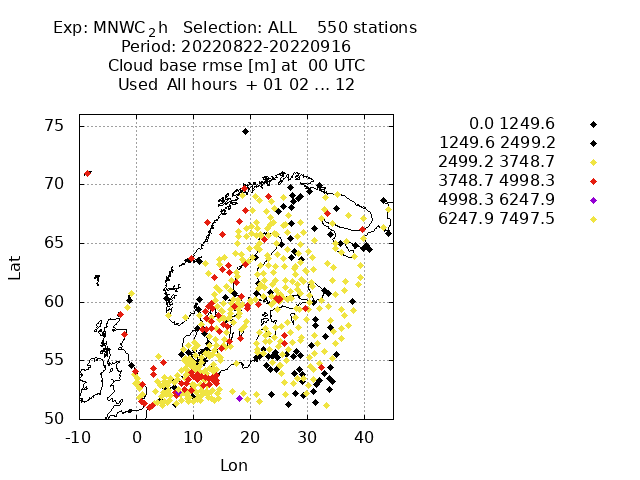 Exp: MNWC2h   Selection: ALL    550 stations
Period: 20220822-20220916
Cloud base rmse [m] at  00 UTC
Used  All hours  + 01 02 ... 12
0.0 1249.6
1249.6 2499.2
2499.2 3748.7
3748.7 4998.3
4998.3 6247.9
6247.9 7497.5
75
70
65
60
55
50
Lat
-10 0 10 20 30 40
Lon